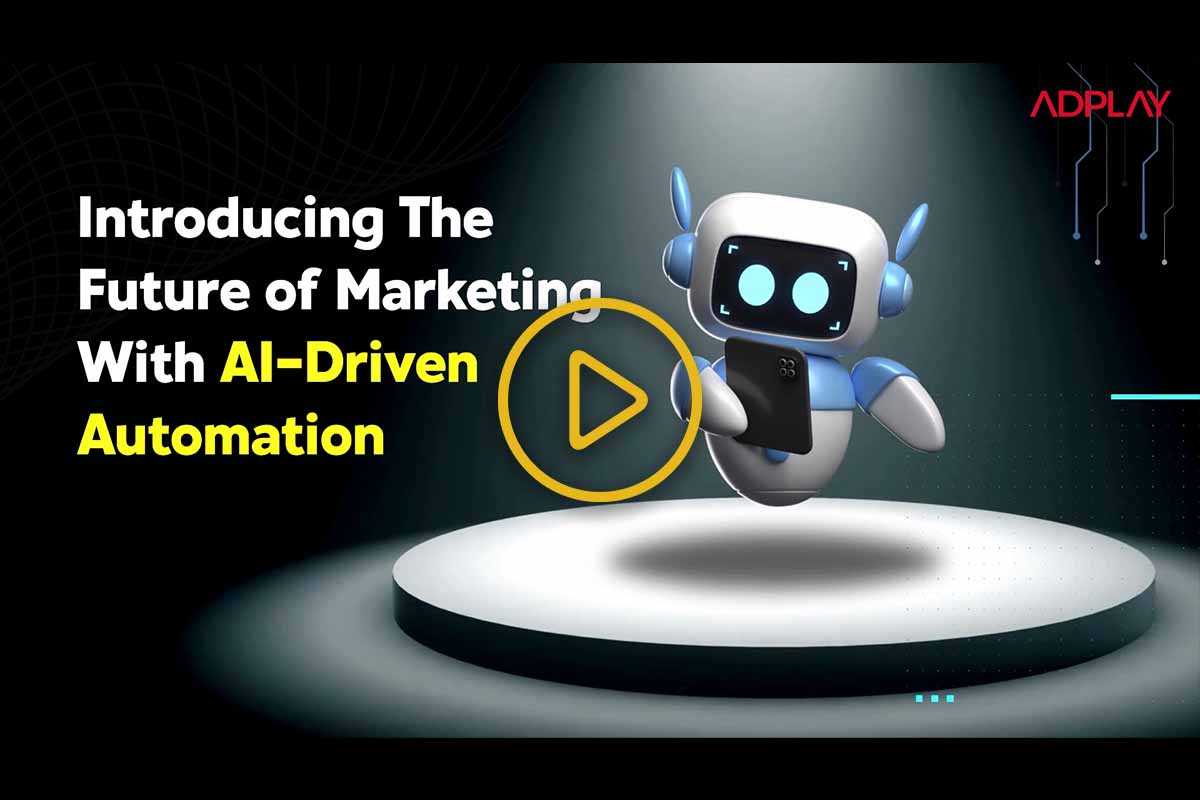 ADPLAY
Introducing The
Future of Marketing
With AI-Driven
Automation